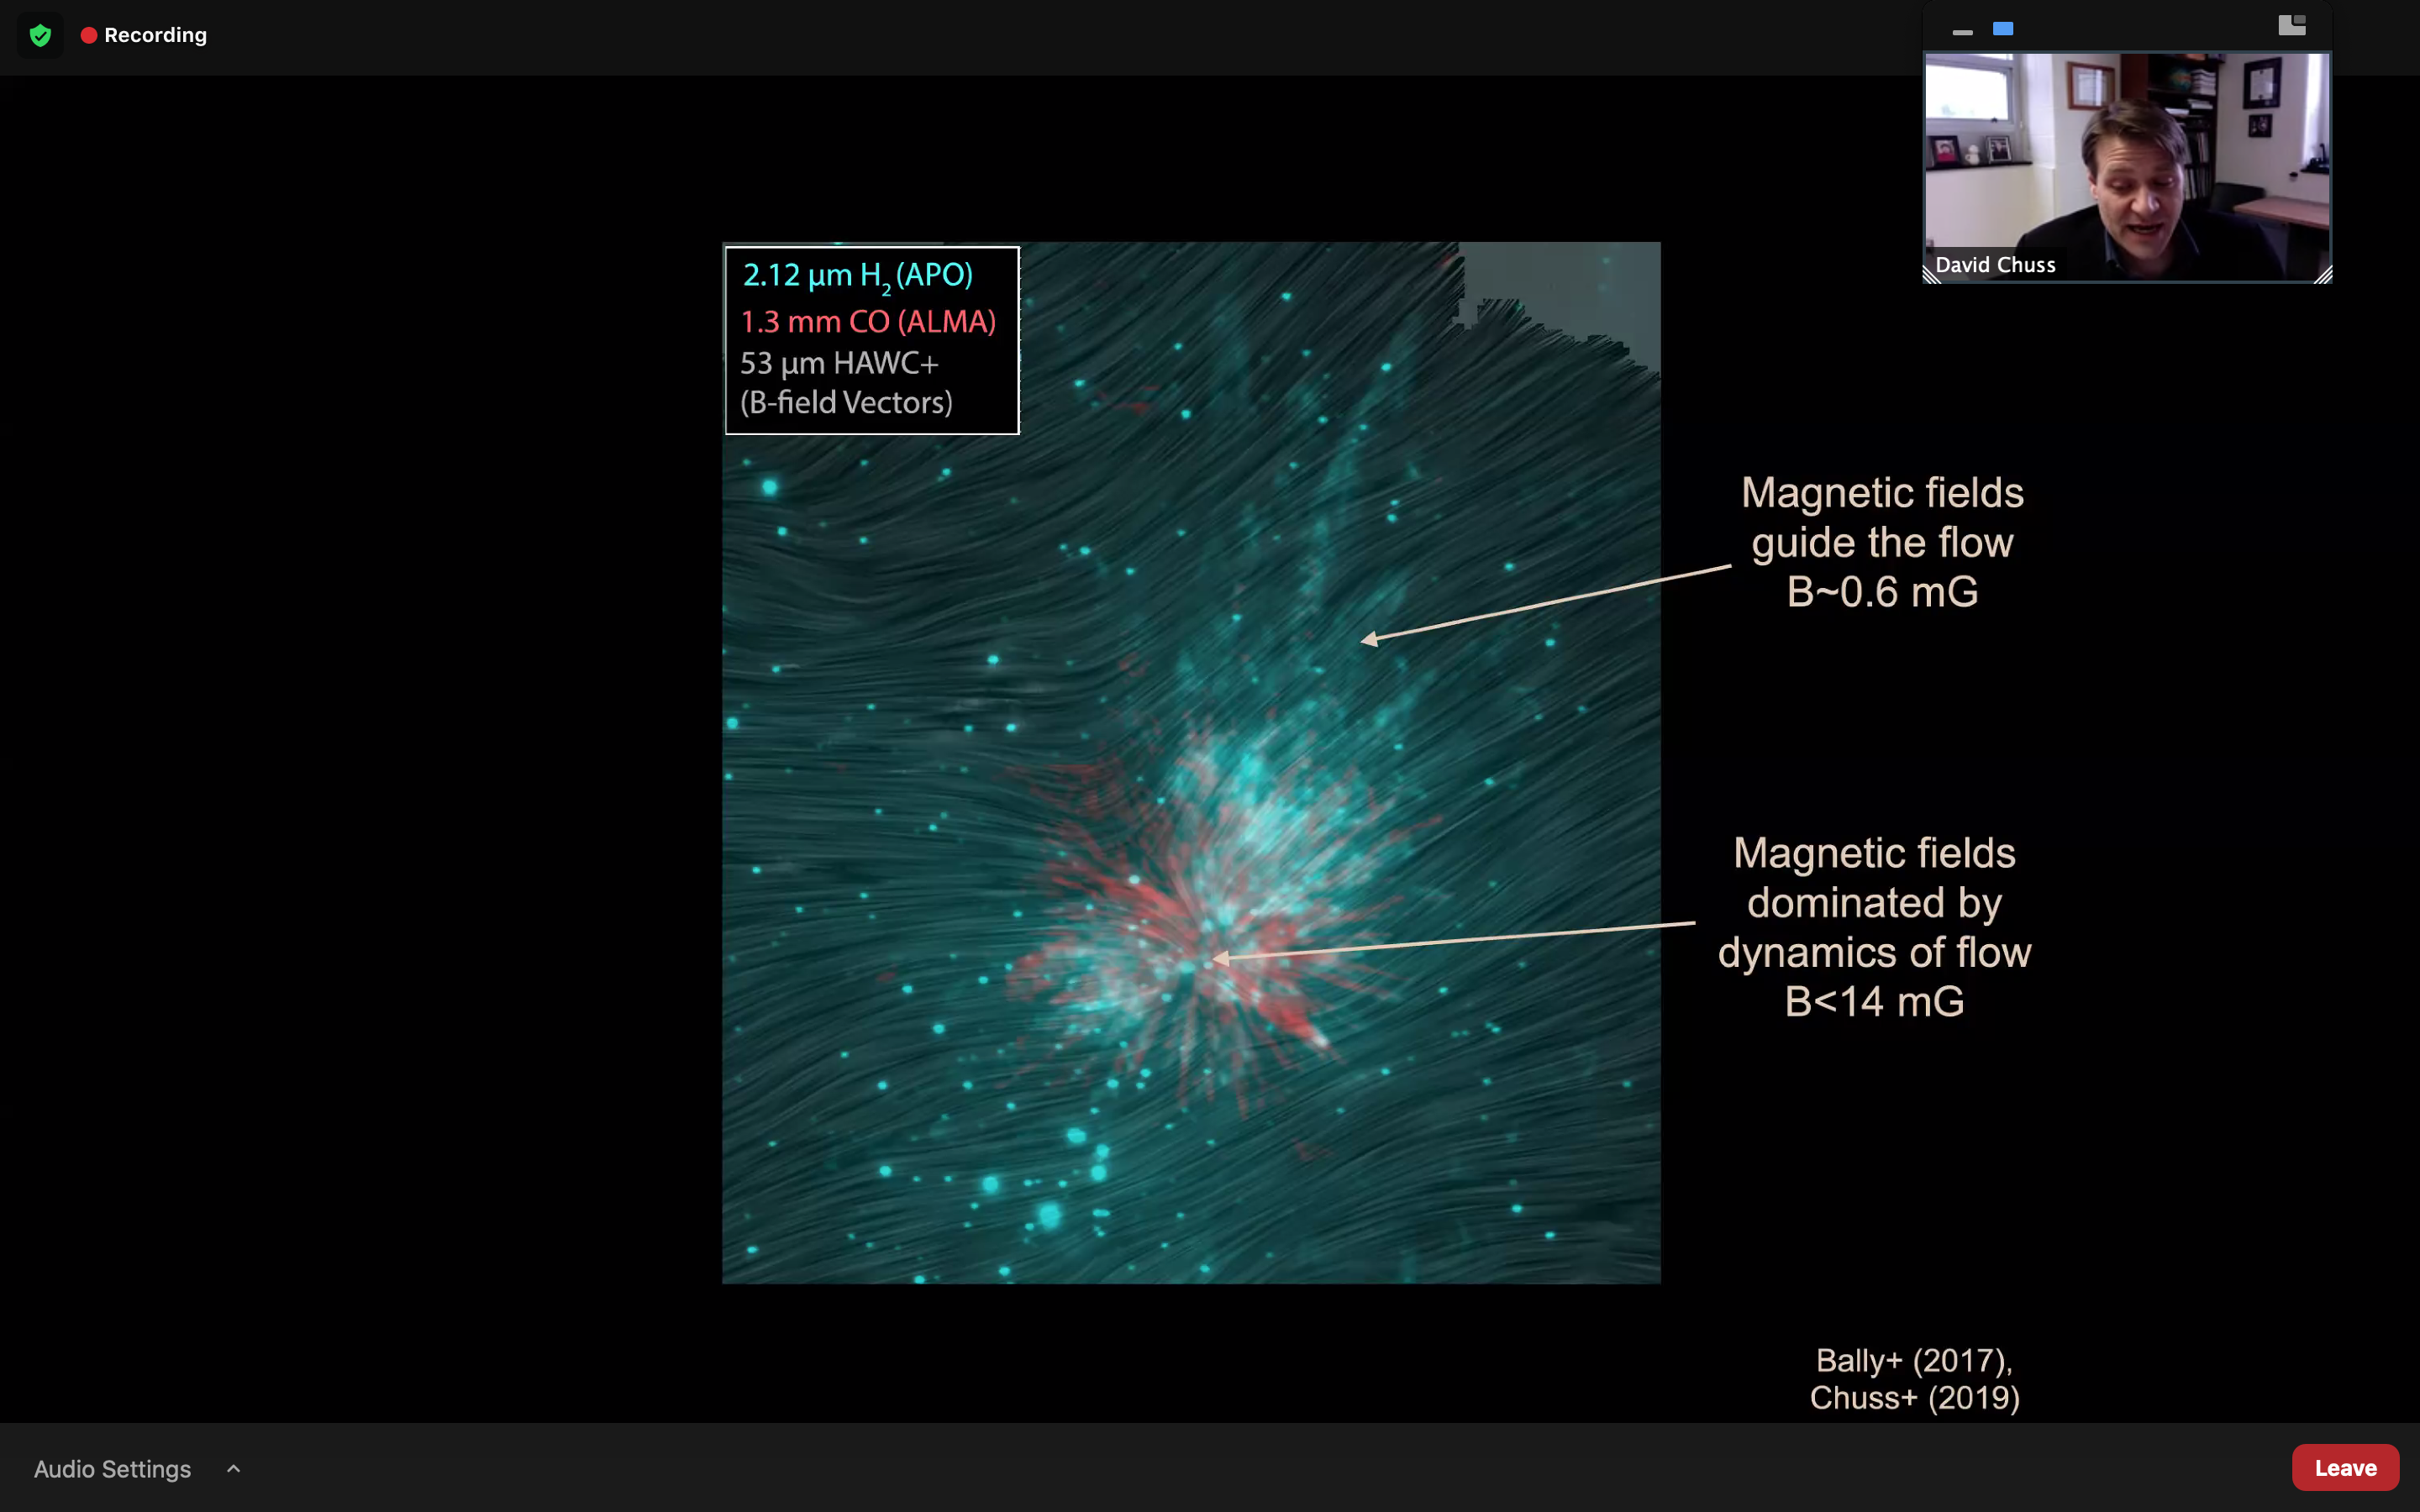 Recording
David Chuss
2.12 μm H2 (APO)
1.3 mm CO (ALMA)
53 μm HAWC+
(B-field Vectors)
Magnetic fields
guide the flow
B~0.6 mG
Magnetic fields
dominated by
dynamics of flow
B<14 mG
Bally+ (2017),
Chuss+ (2019)
Audio Settings
Leave